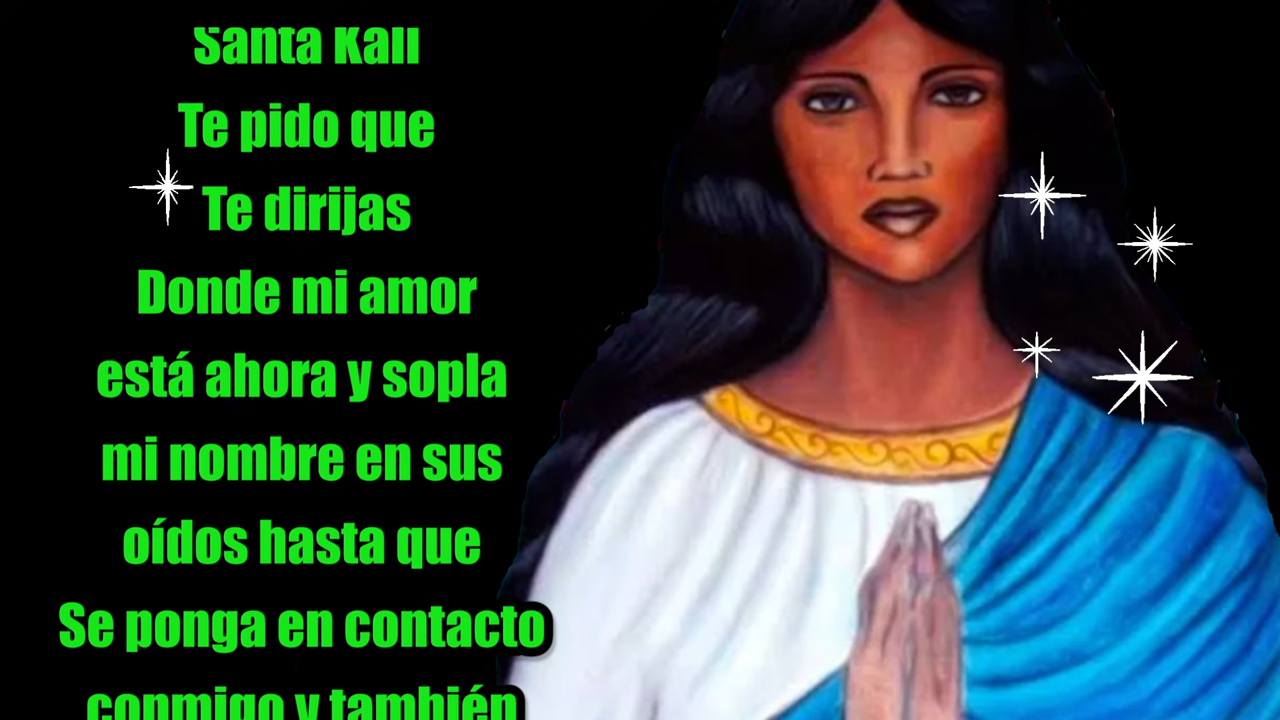 Santa Kali
Te pido que
Te dirijas
Donde mi amor
está ahora y sopla
mi nombre en sus
oídos hasta que
Se ponga en contacto
conmigo y también